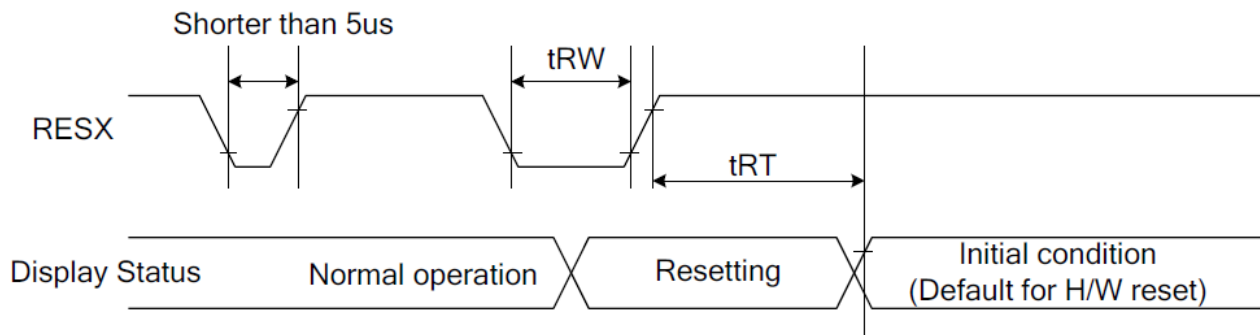 Shorter than 5us
tRW
RESX
tRT
Display Status
Normal operation
Resetting
Initial condition
(Default for H/W reset)